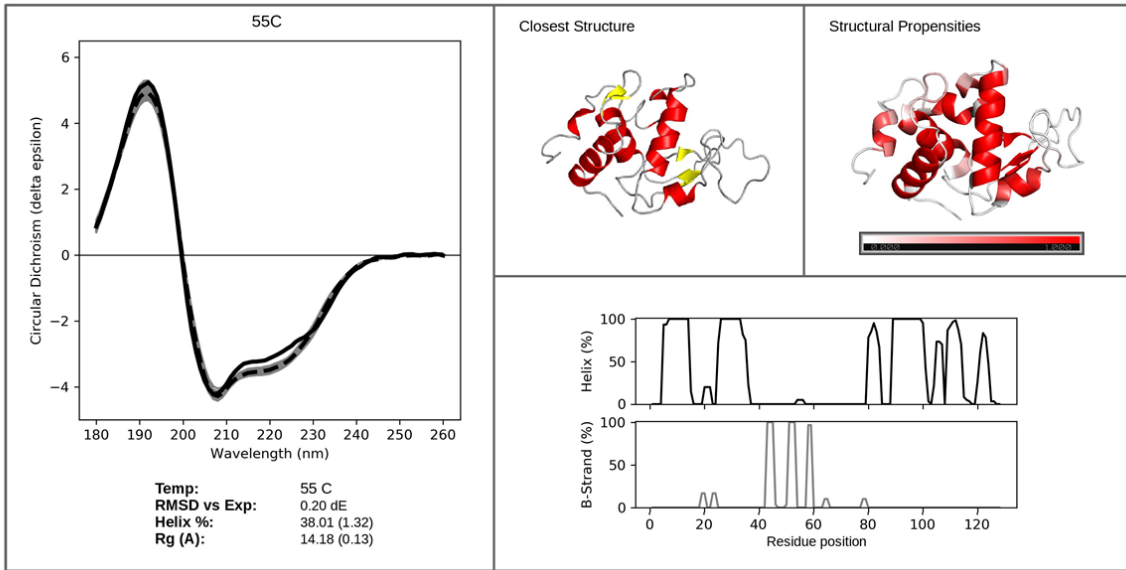 55C
6
4
2
0
−2
−4
Circular Dichroism (delta epsilon)
180 190 200 210 220 230 240 250 260
Wavelength (nm)
Temp: 55 C
RMSD vs Exp: 0.20 dE
Helix %: 38.01 (1.32)
Rg (A): 14.18 (0.13)
Closest Structure
Structural Propensities
0.000 1.000
100
50
0
Helix (%)
100
50
0
B-Strand (%)
0 20 40 60 80 100 120
Residue position